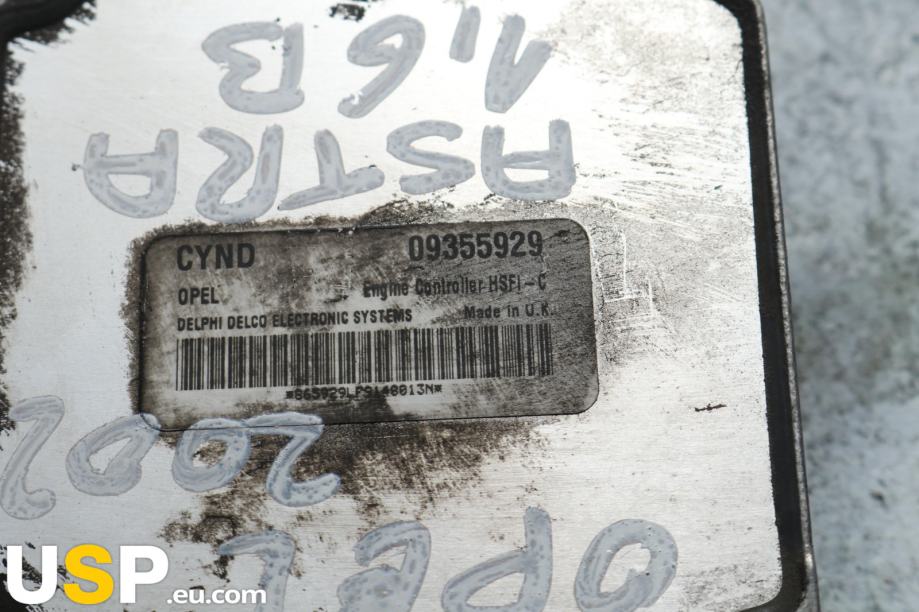 ASTRA
1.6B
CYND 09355929
OPEL Engine Controller HSFI-C
DELPHI DELCO ELECTRONIC SYSTEMS Made in U.K.
OPEL
2002
USP.eu.com